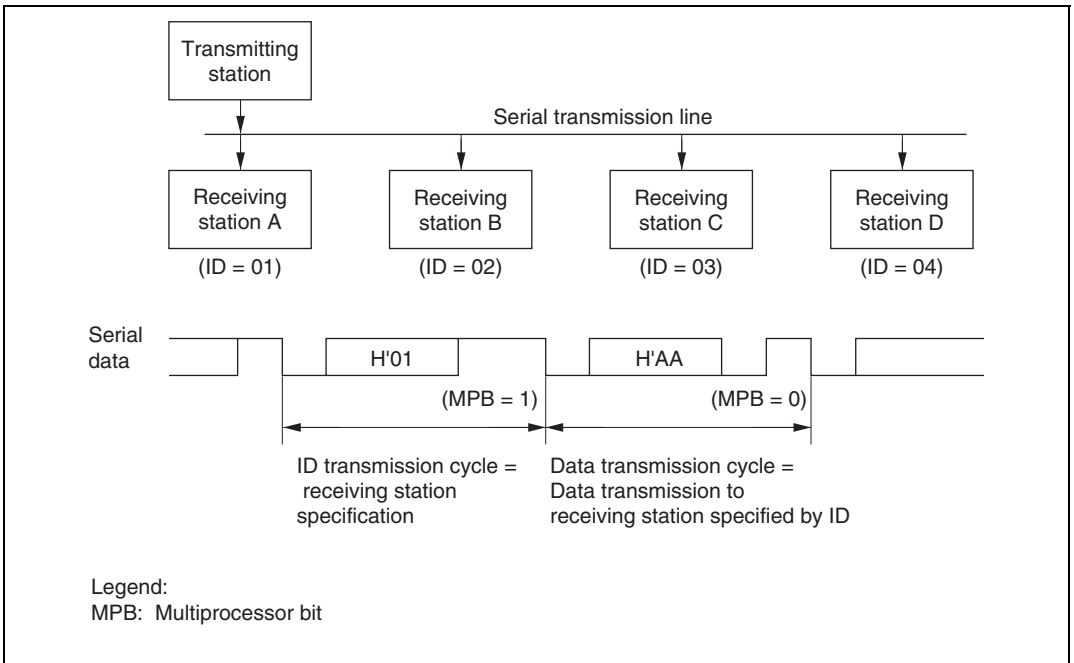 Transmitting
station
Serial transmission line
Receiving
station A
Receiving
station B
Receiving
station C
Receiving
station D
(ID = 01)
(ID = 02)
(ID = 03)
(ID = 04)
Serial
data
H'01
H'AA
(MPB = 1)
(MPB = 0)
ID transmission cycle =
receiving station
specification
Data transmission cycle =
Data transmission to
receiving station specified by ID
Legend:
MPB: Multiprocessor bit